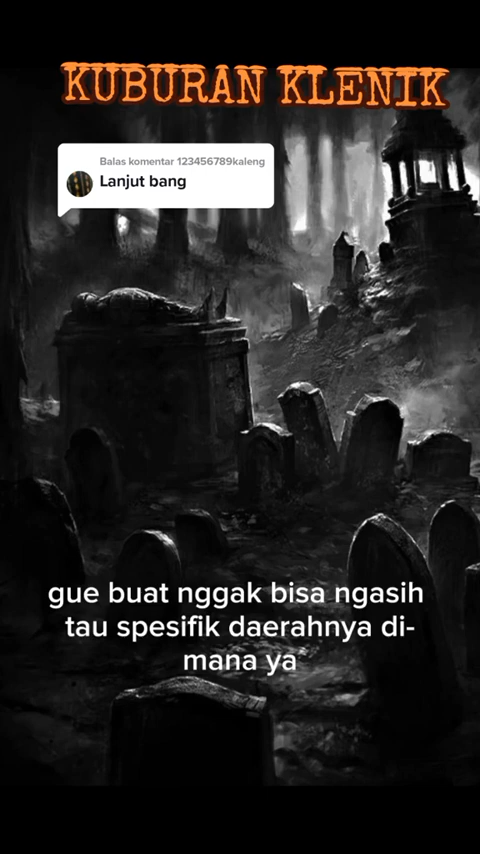 KUBURAN KLENIK
Balas komentar 123456789kaleng
Lanjut bang
gue buat nggak bisa ngasih
tau spesifik daerahnya di-
mana ya